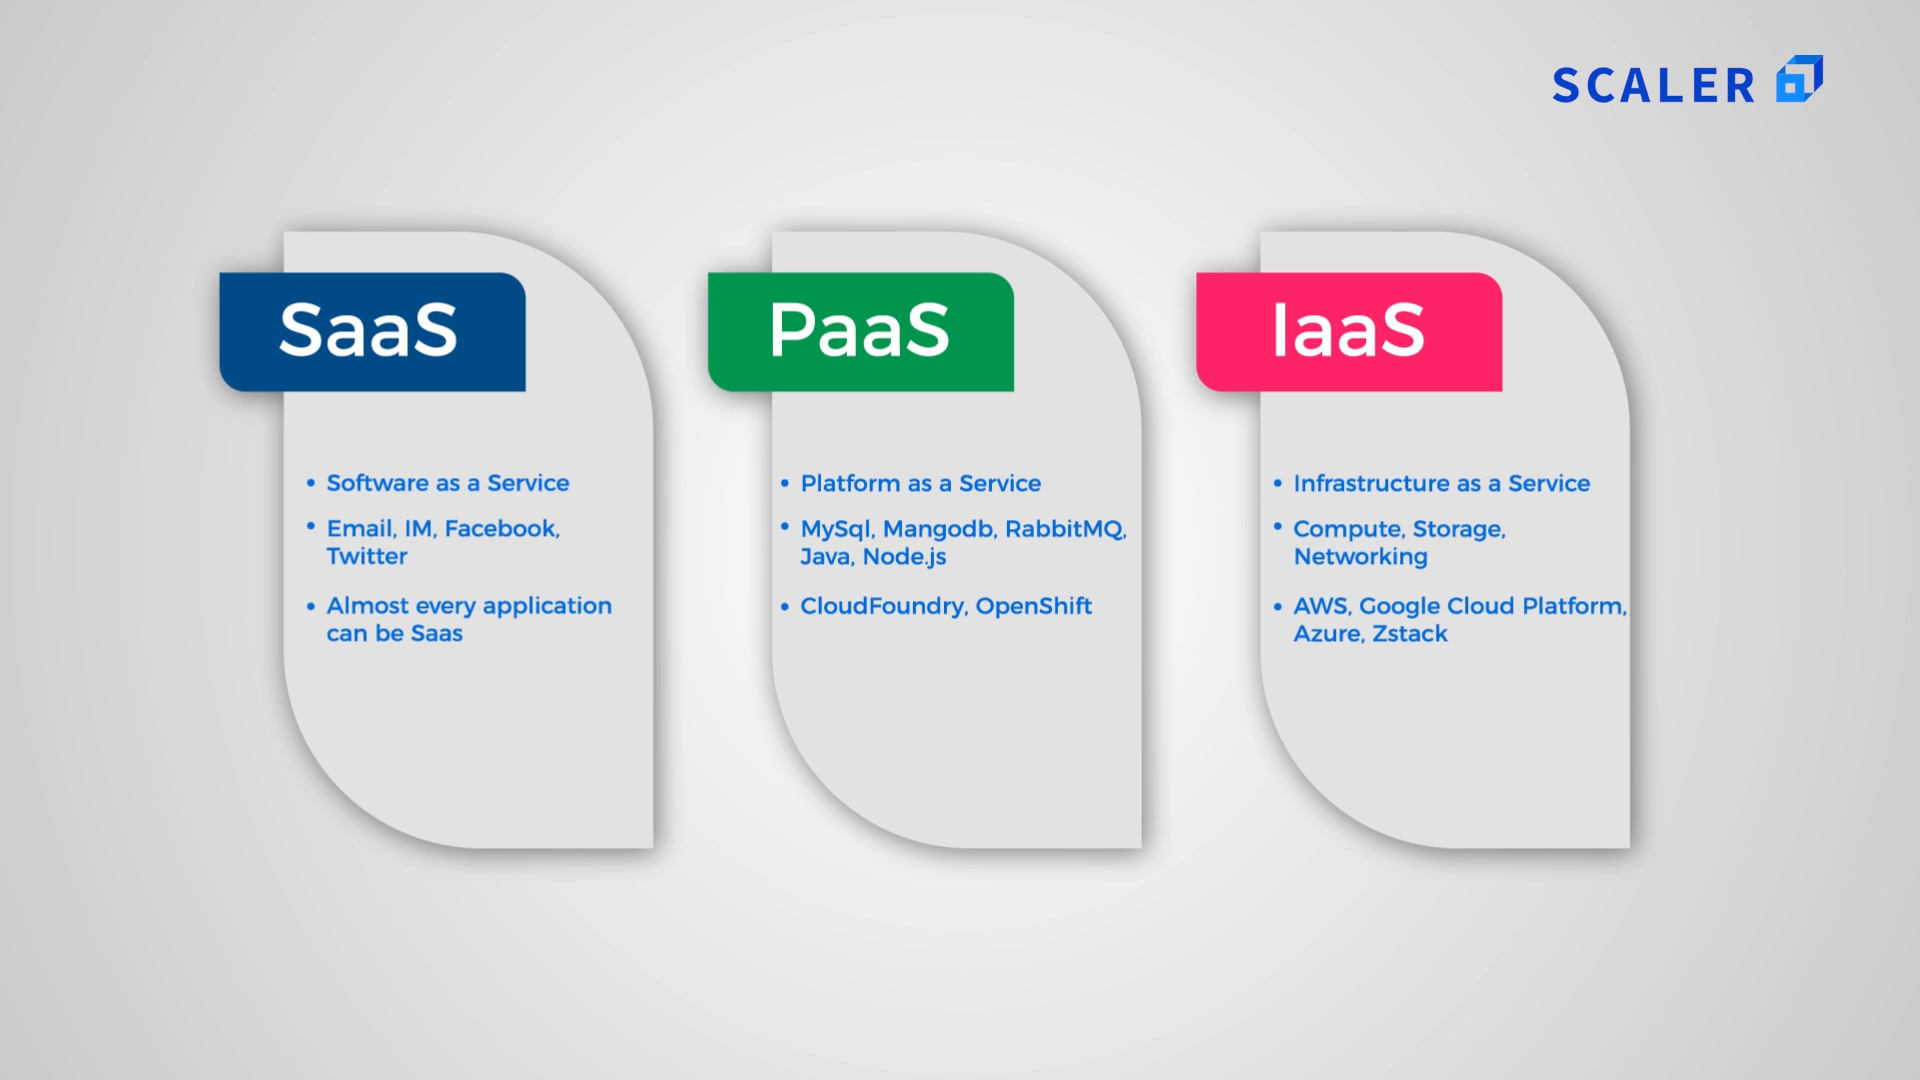 SCALER
SaaS
• Software as a Service
• Email, IM, Facebook,
Twitter
• Almost every application
can be Saas
PaaS
• Platform as a Service
• MySql, Mangodb, RabbitMQ,
Java, Node.js
• CloudFoundry, OpenShift
IaaS
• Infrastructure as a Service
• Compute, Storage,
Networking
• AWS, Google Cloud Platform,
Azure, Zstack